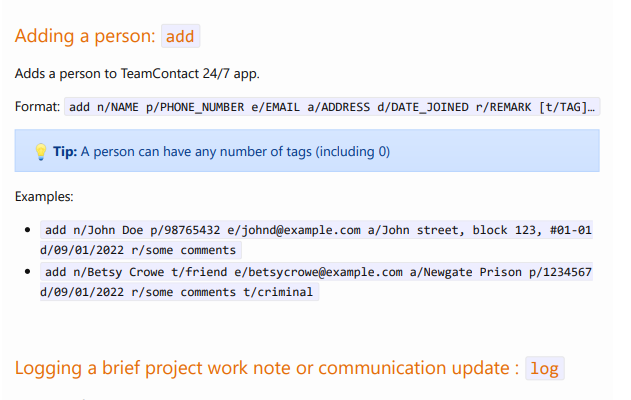 Adding a person: add
Adds a person to TeamContact 24/7 app.
Format: add n/NAME p/PHONE_NUMBER e/EMAIL a/ADDRESS d/DATE_JOINED r/REMARK [t/TAG]…
💡 Tip: A person can have any number of tags (including 0)
Examples:
• add n/John Doe p/98765432 e/johnd@example.com a/John street, block 123, #01-01
d/09/01/2022 r/some comments
• add n/Betsy Crowe t/friend e/betsycrowe@example.com a/Newgate Prison p/1234567
d/09/01/2022 r/some comments t/criminal
Logging a brief project work note or communication update : log